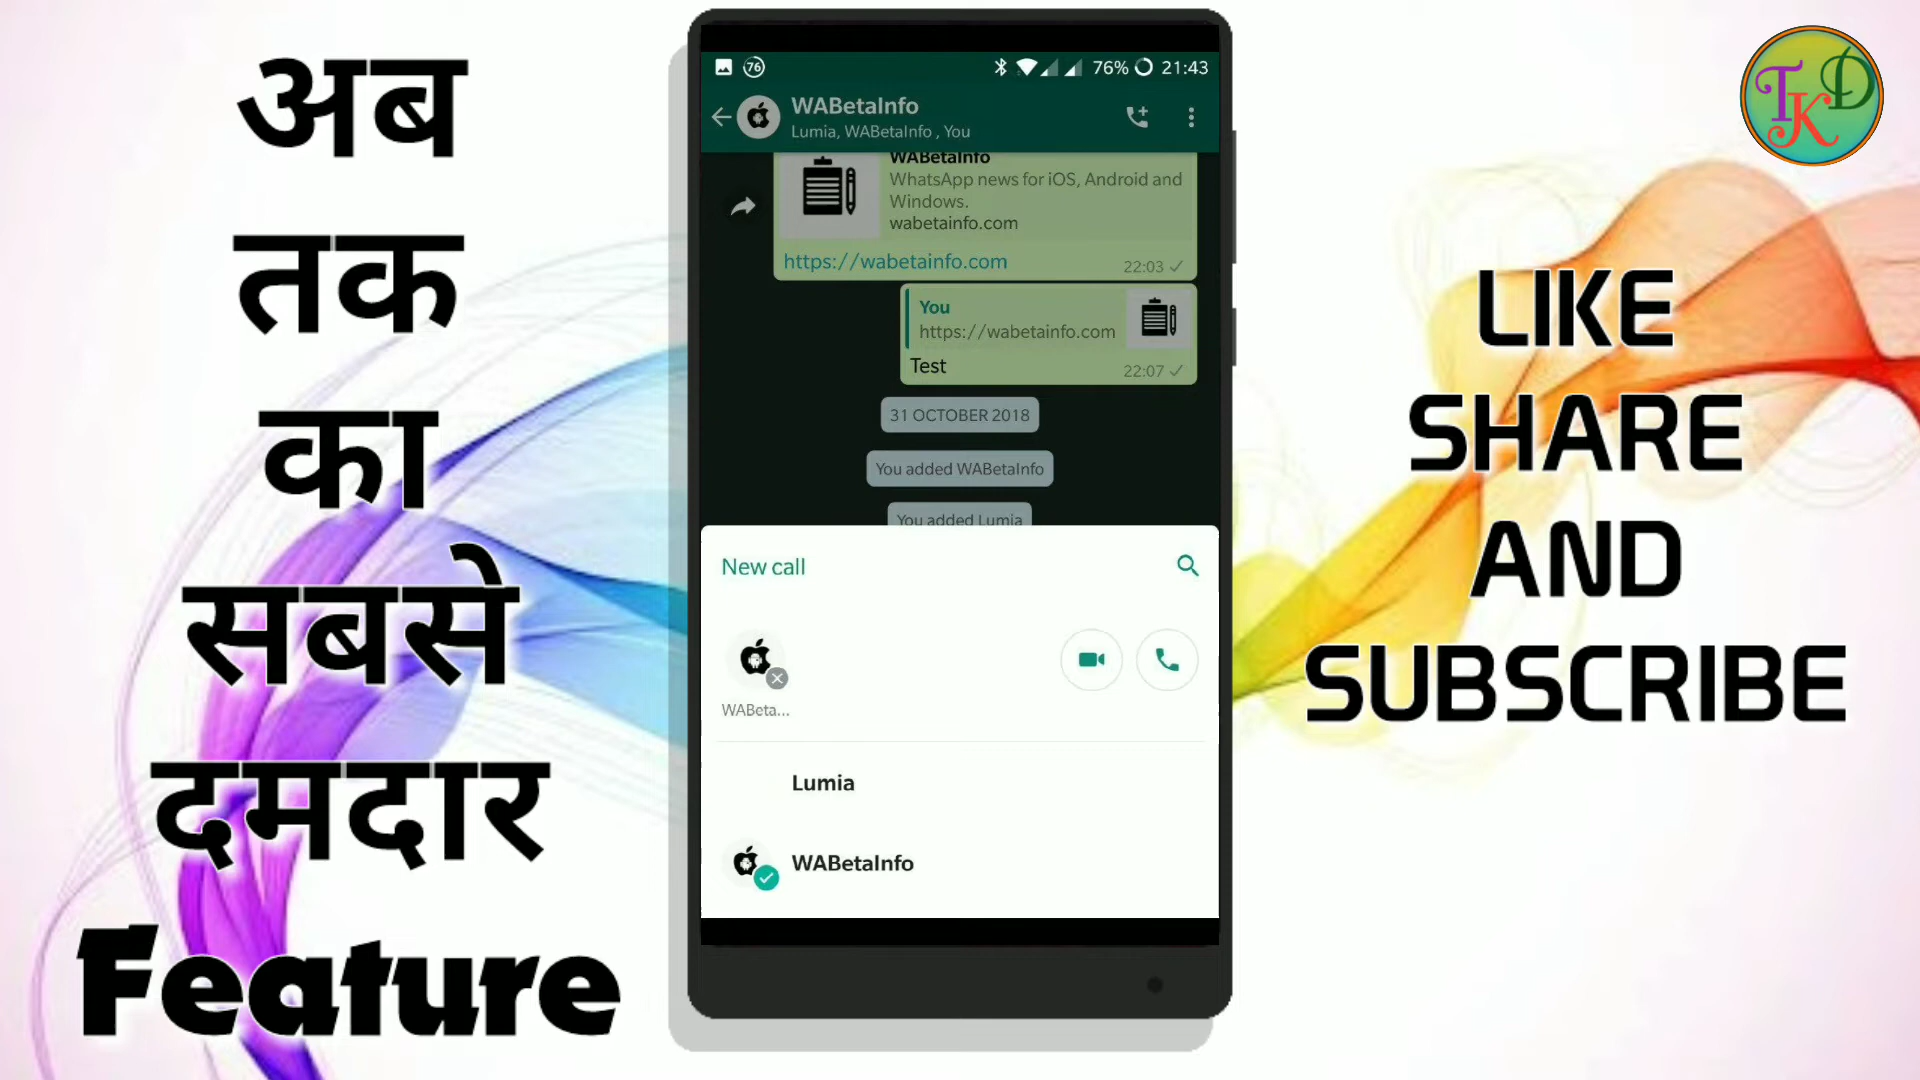 अब
तक
का
सबसे
दमदार
Feature
76
76% 21:43
WABetaInfo
Lumia, WABetaInfo , You
WABetaInfo
WhatsApp news for iOS, Android and
Windows.
wabetainfo.com
https://wabetainfo.com
22:03
You
https://wabetainfo.com
Test
22:07
31 OCTOBER 2018
You added WABetaInfo
You added Lumia
New call
WABeta...
Lumia
WABetaInfo
TKD
LIKE
SHARE
AND
SUBSCRIBE